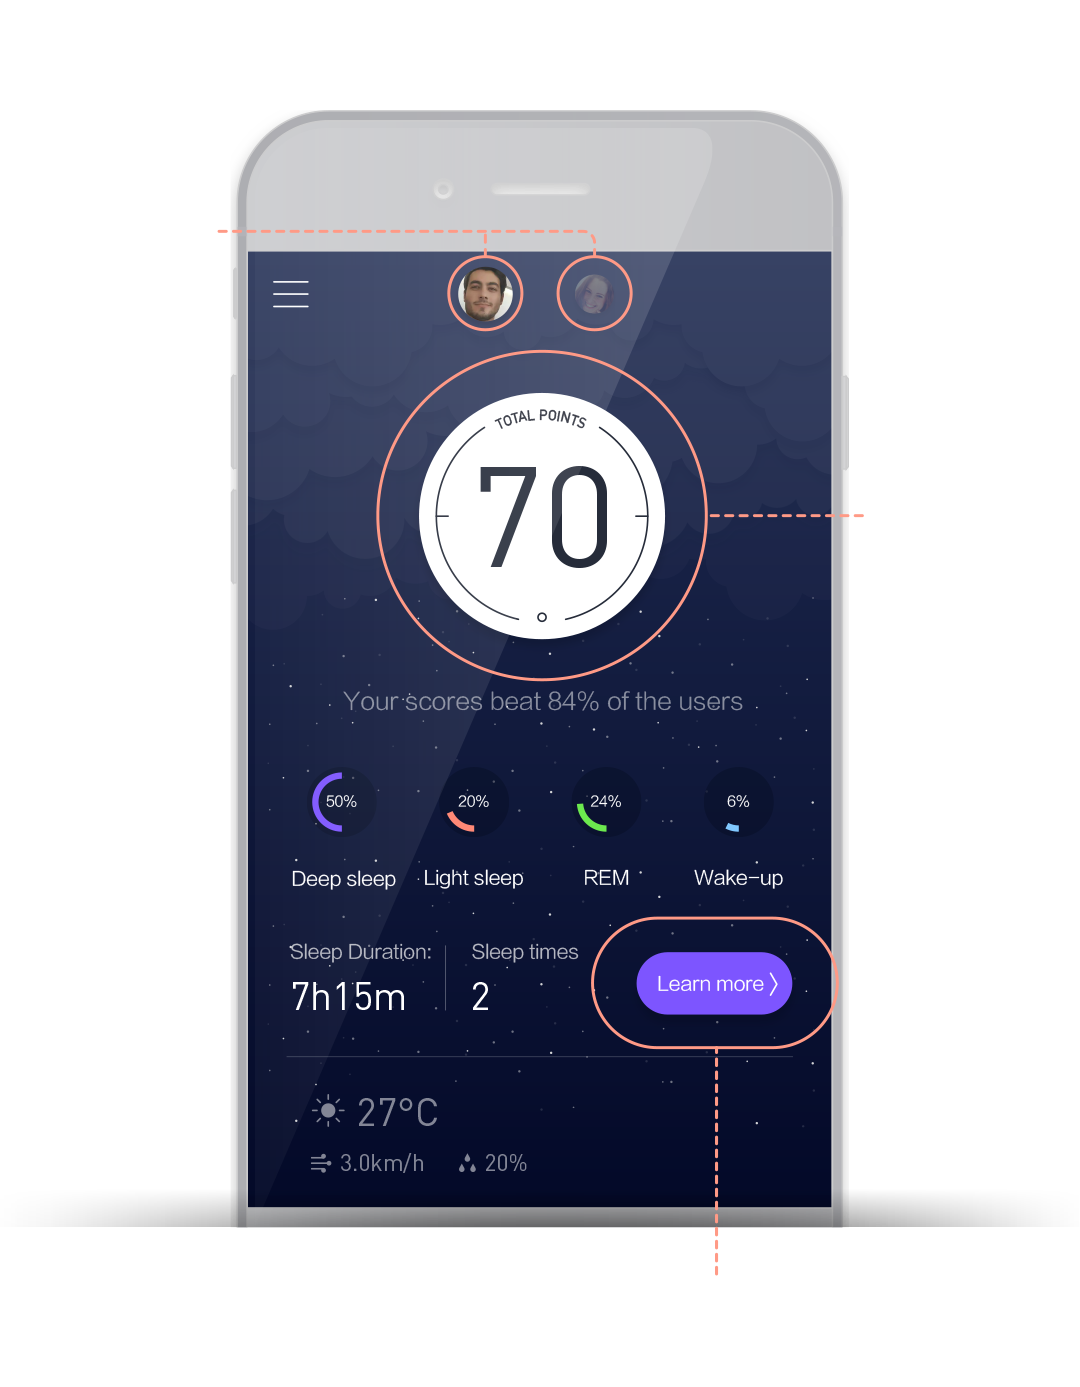 TOTAL POINTS
70
Your scores beat 84% of the users
50%
20%
24%
6%
Deep sleep
Light sleep
REM
Wake-up
Sleep Duration:
Sleep times
7h15m
2
Learn more
27°C
3.0km/h
20%